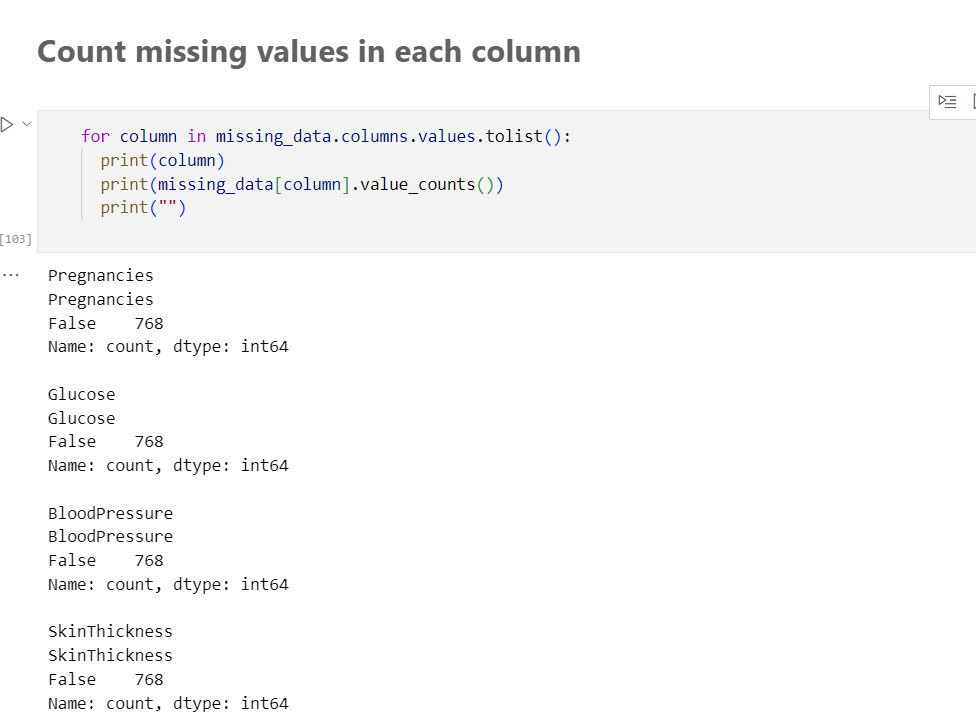 Count missing values in each column
for column in missing_data.columns.values.tolist():
print(column)
print(missing_data[column].value_counts())
print("")
[103]
...
Pregnancies
Pregnancies
False    768
Name: count, dtype: int64
Glucose
Glucose
False    768
Name: count, dtype: int64
BloodPressure
BloodPressure
False    768
Name: count, dtype: int64
SkinThickness
SkinThickness
False    768
Name: count, dtype: int64